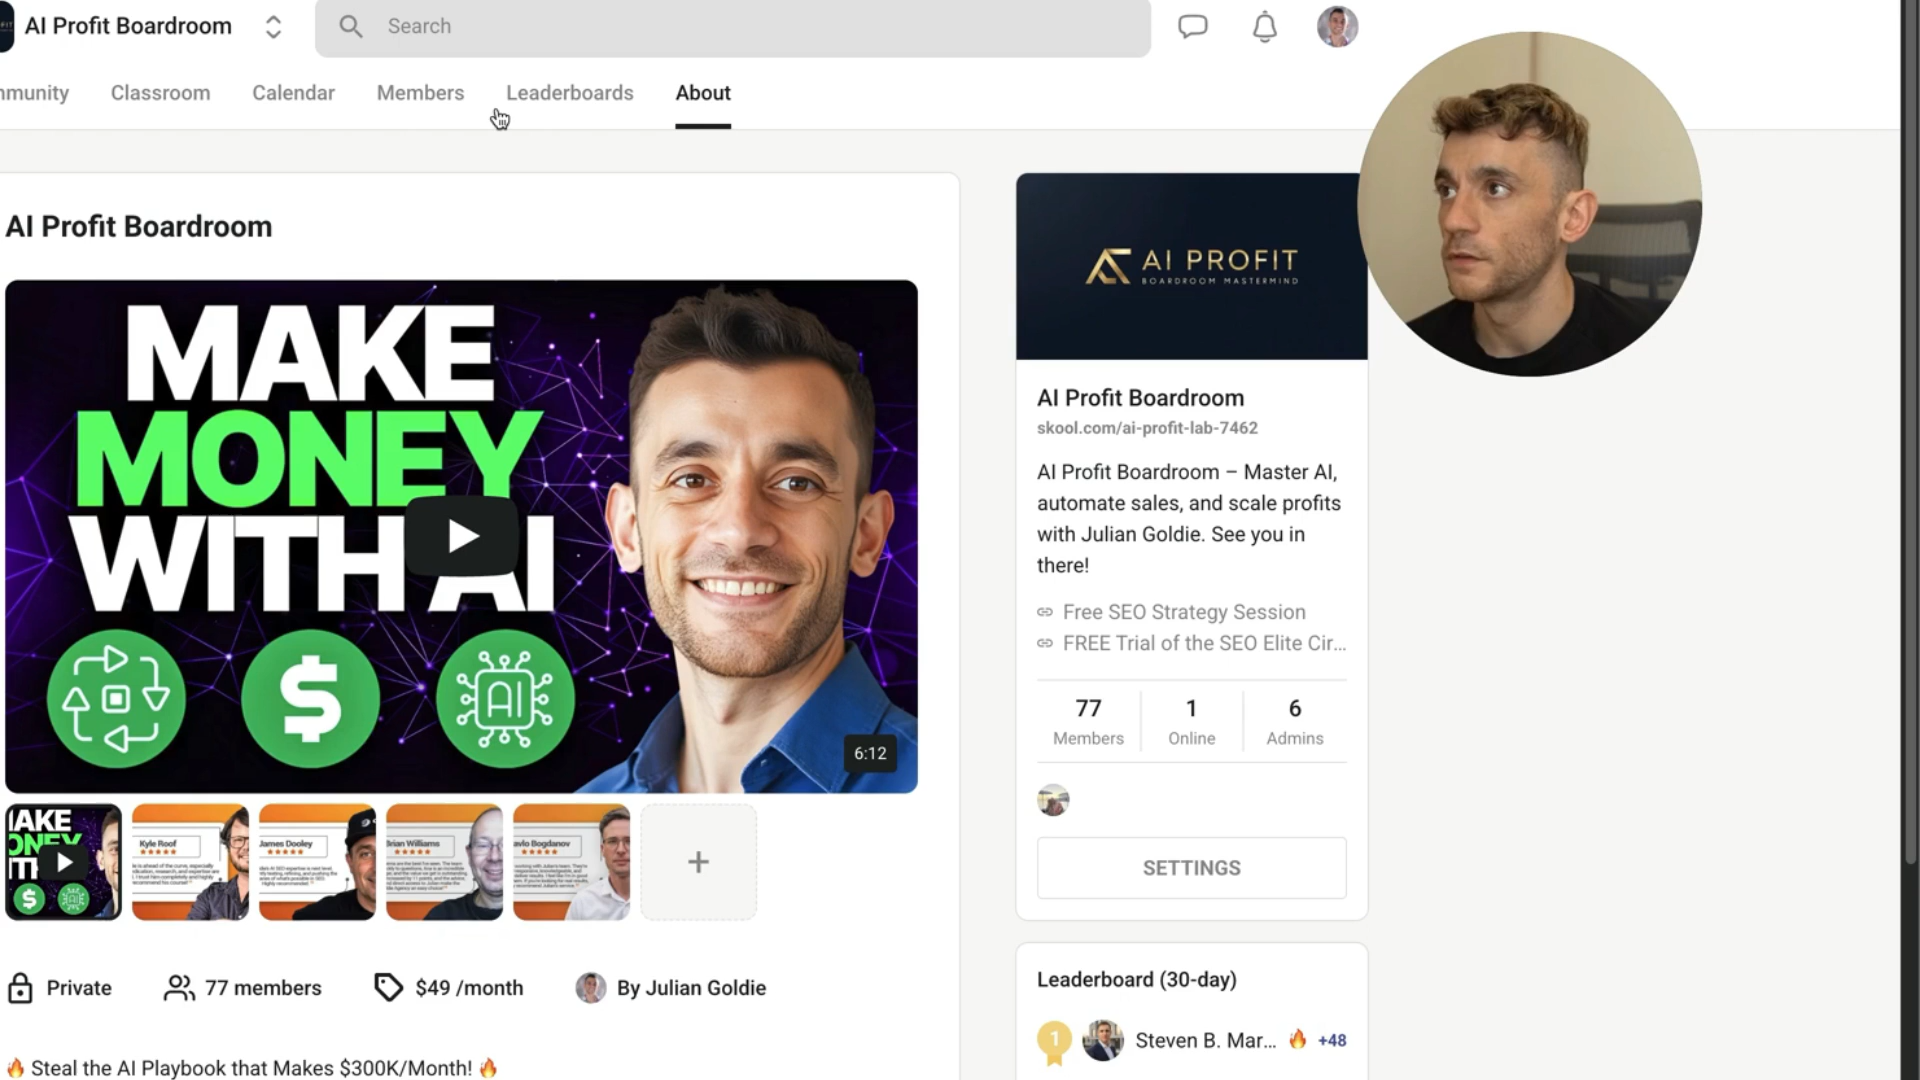 AI Profit Boardroom
Search
mmunity
Classroom
Calendar
Members
Leaderboards
About
AI Profit Boardroom
MAKE
MONEY
WITH AI
AI
6:12
Kyle Roof
James Dooley
Brian Williams
avlo Bogdanov
Private
77 members
$49 /month
By Julian Goldie
🔥 Steal the AI Playbook that Makes $300K/Month! 🔥
AI PROFIT
BOARDROOM MASTERMIND
AI Profit Boardroom
skool.com/ai-profit-lab-7462
AI Profit Boardroom – Master AI,
automate sales, and scale profits
with Julian Goldie. See you in
there!
Free SEO Strategy Session
FREE Trial of the SEO Elite Cir...
77
Members
1
Online
6
Admins
SETTINGS
Leaderboard (30-day)
1
Steven B. Mar... 🔥 +48